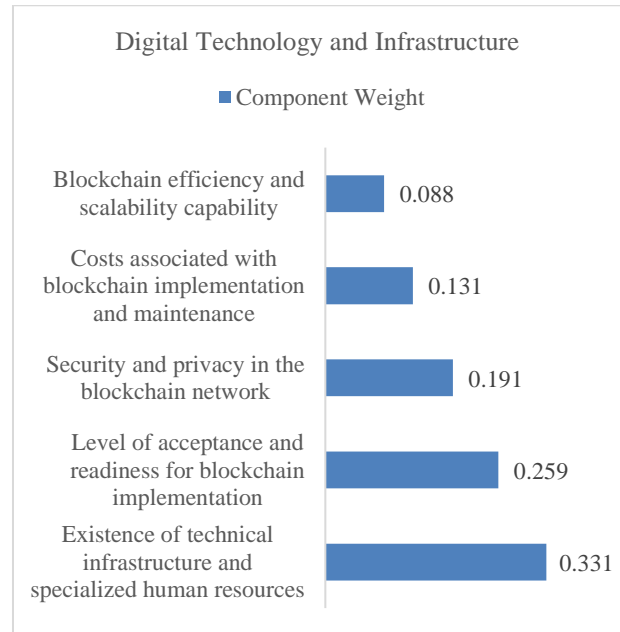 Digital Technology and Infrastructure
Component Weight
Blockchain efficiency and
scalability capability
0.088
Costs associated with
blockchain implementation
and maintenance
0.131
Security and privacy in the
blockchain network
0.191
Level of acceptance and
readiness for blockchain
implementation
0.259
Existence of technical
infrastructure and
specialized human resources
0.331